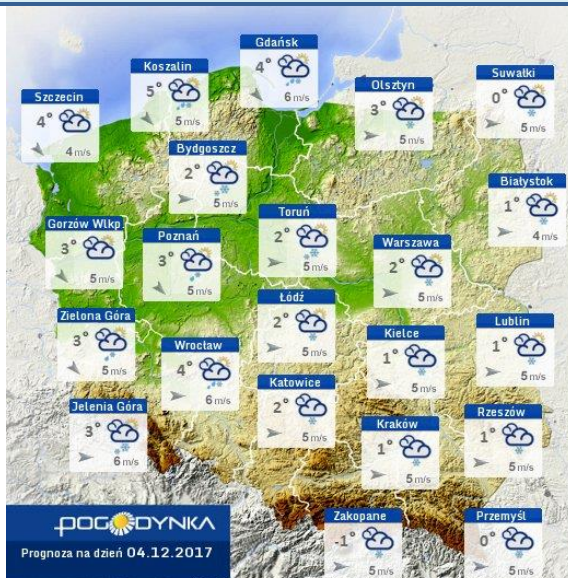 Gdańsk
4° 6 m/s
Koszalin
5° 5 m/s
Suwałki
0° 5 m/s
Olsztyn
3° 5 m/s
Szczecin
4° 4 m/s
Bydgoszcz
2° 5 m/s
Białystok
1° 4 m/s
Toruń
2° 5 m/s
Gorzów Wlkp.
3° 5 m/s
Poznań
3° 5 m/s
Warszawa
2° 5 m/s
Łódź
2° 5 m/s
Zielona Góra
3° 5 m/s
Lublin
1° 5 m/s
Kielce
1° 5 m/s
Wrocław
4° 6 m/s
Katowice
2° 5 m/s
Jelenia Góra
3° 6 m/s
Rzeszów
1° 5 m/s
Kraków
1° 5 m/s
Zakopane
-1° 5 m/s
Przemyśl
0° 5 m/s
POGODYNKA
Prognoza na dzień 04.12.2017